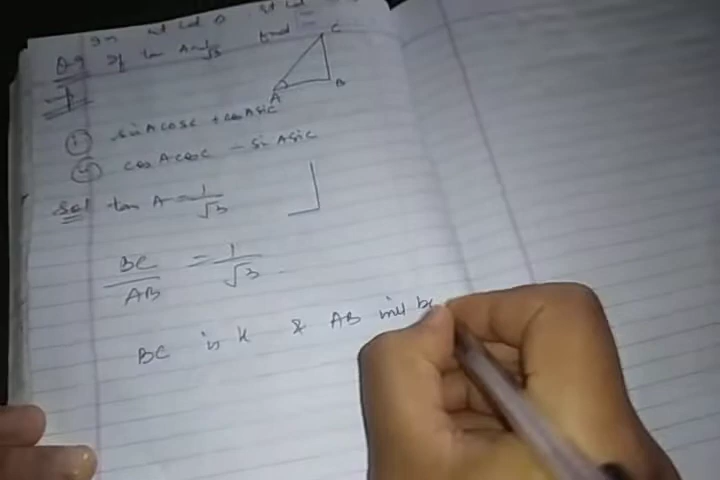 Q9 If tan A = 1/√3 find
C
A B
(i) sin A cos C + cos A sin C
(ii) cos A cos C - sin A sin C
Sol tan A = 1/√3
BC/AB = 1/√3
BC is K & AB will be